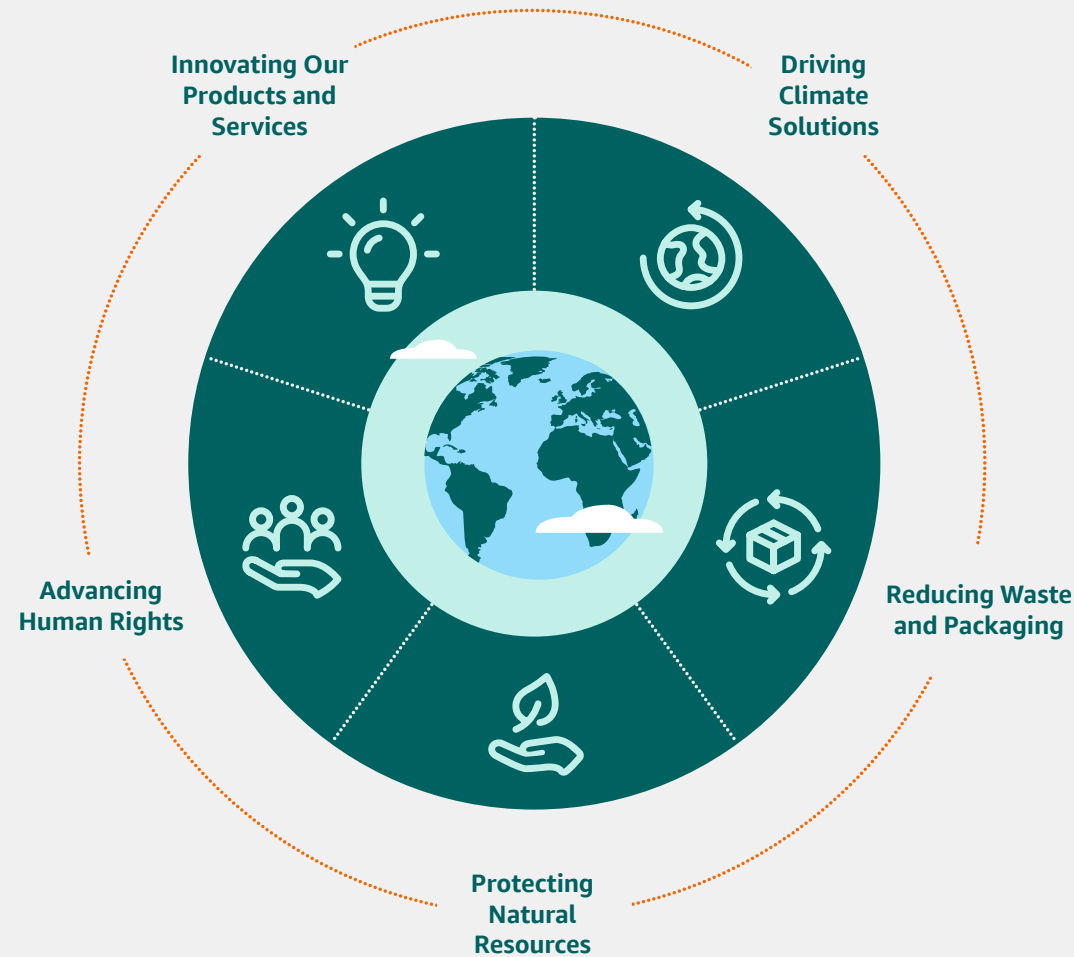 Innovating Our
Products and
Services
Driving
Climate
Solutions
Advancing
Human Rights
Reducing Waste
and Packaging
Protecting
Natural
Resources